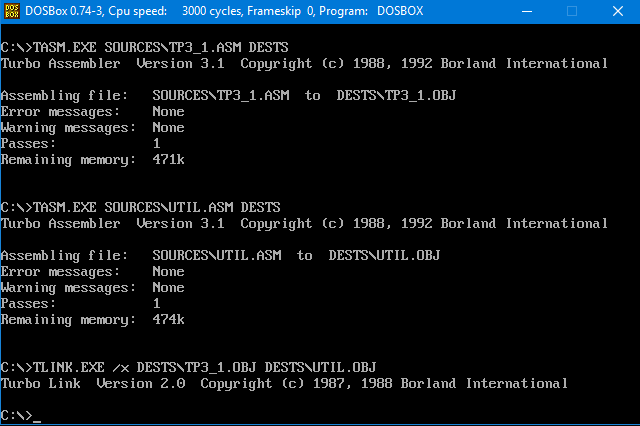 DOS
BOX
DOSBox 0.74-3, Cpu speed:    3000 cycles, Frameskip  0, Program:   DOSBOX
C:\>TASM.EXE SOURCES\TP3_1.ASM DESTS
Turbo Assembler  Version 3.1  Copyright (c) 1988, 1992 Borland International
Assembling file:   SOURCES\TP3_1.ASM  to  DESTS\TP3_1.OBJ
Error messages:    None
Warning messages:  None
Passes:            1
Remaining memory:  471k
C:\>TASM.EXE SOURCES\UTIL.ASM DESTS
Turbo Assembler  Version 3.1  Copyright (c) 1988, 1992 Borland International
Assembling file:   SOURCES\UTIL.ASM  to  DESTS\UTIL.OBJ
Error messages:    None
Warning messages:  None
Passes:            1
Remaining memory:  474k
C:\>TLINK.EXE /x DESTS\TP3_1.OBJ DESTS\UTIL.OBJ
Turbo Link  Version 2.0  Copyright (c) 1987, 1988 Borland International
C:\>_